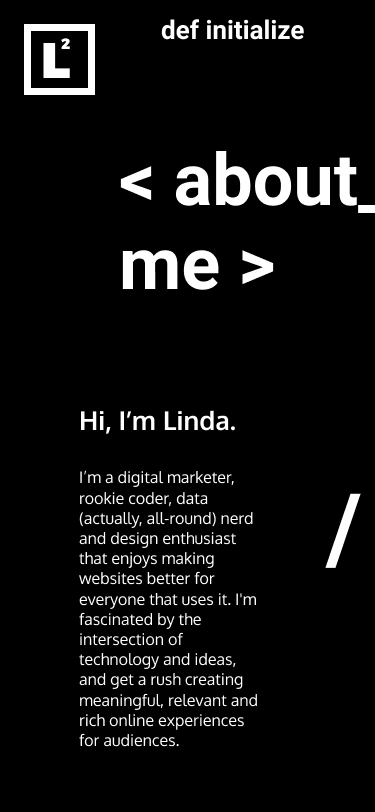 L²
def initialize
< about_
me >
Hi, I’m Linda.
I’m a digital marketer,
rookie coder, data
(actually, all-round) nerd
and design enthusiast
that enjoys making
websites better for
everyone that uses it. I'm
fascinated by the
intersection of
technology and ideas,
and get a rush creating
meaningful, relevant and
rich online experiences
for audiences.
/